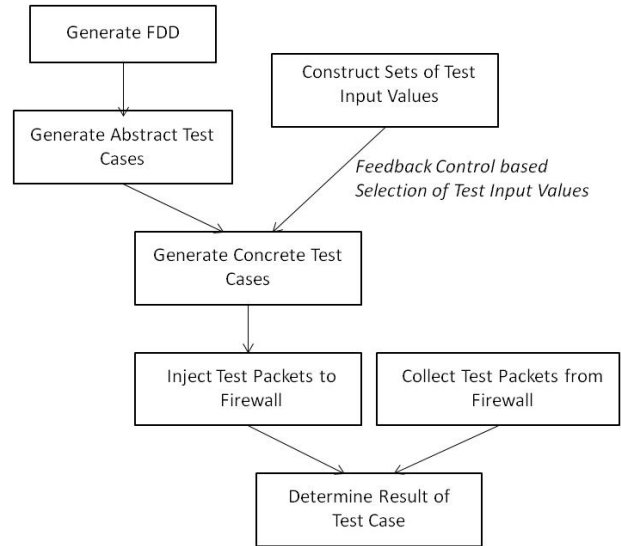 Generate FDD
Construct Sets of Test
Input Values
Generate Abstract Test
Cases
Feedback Control based
Selection of Test Input Values
Generate Concrete Test
Cases
Inject Test Packets to
Firewall
Collect Test Packets from
Firewall
Determine Result of
Test Case